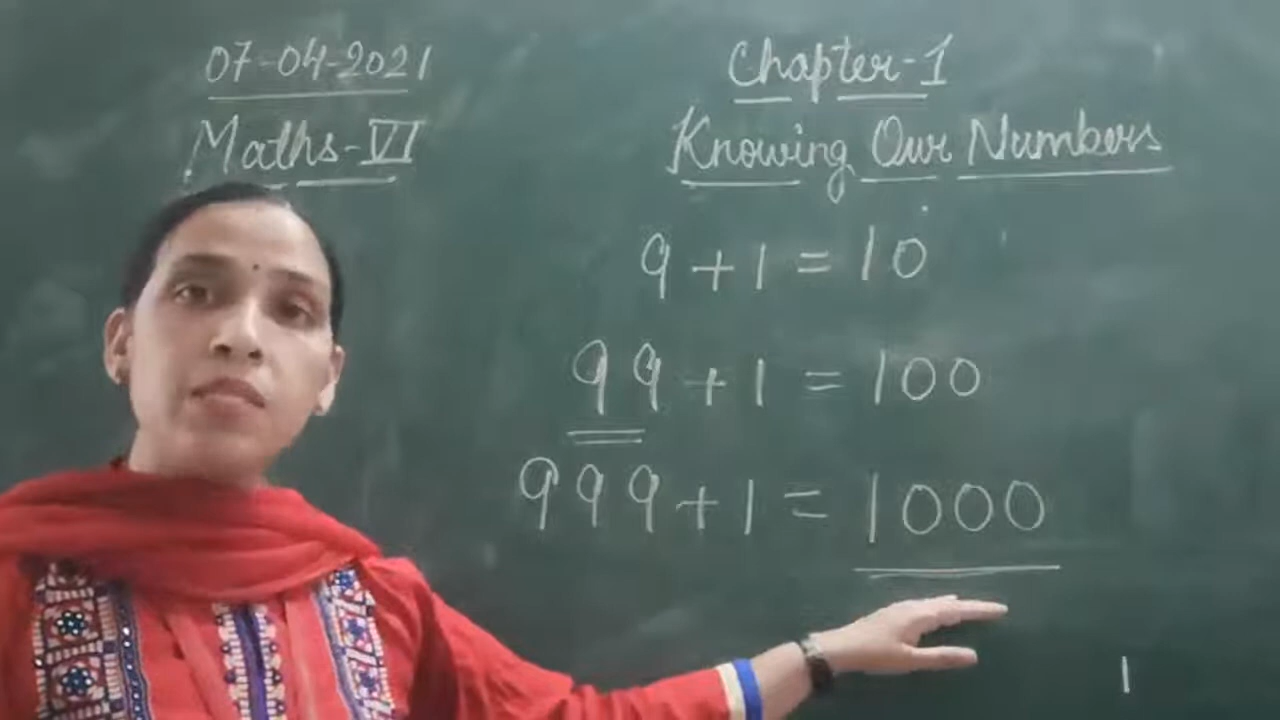 07-04-2021
Maths-VI
Chapter-1
Knowing Our Numbers
9+1=10
99+1=100
999+1=1000
1